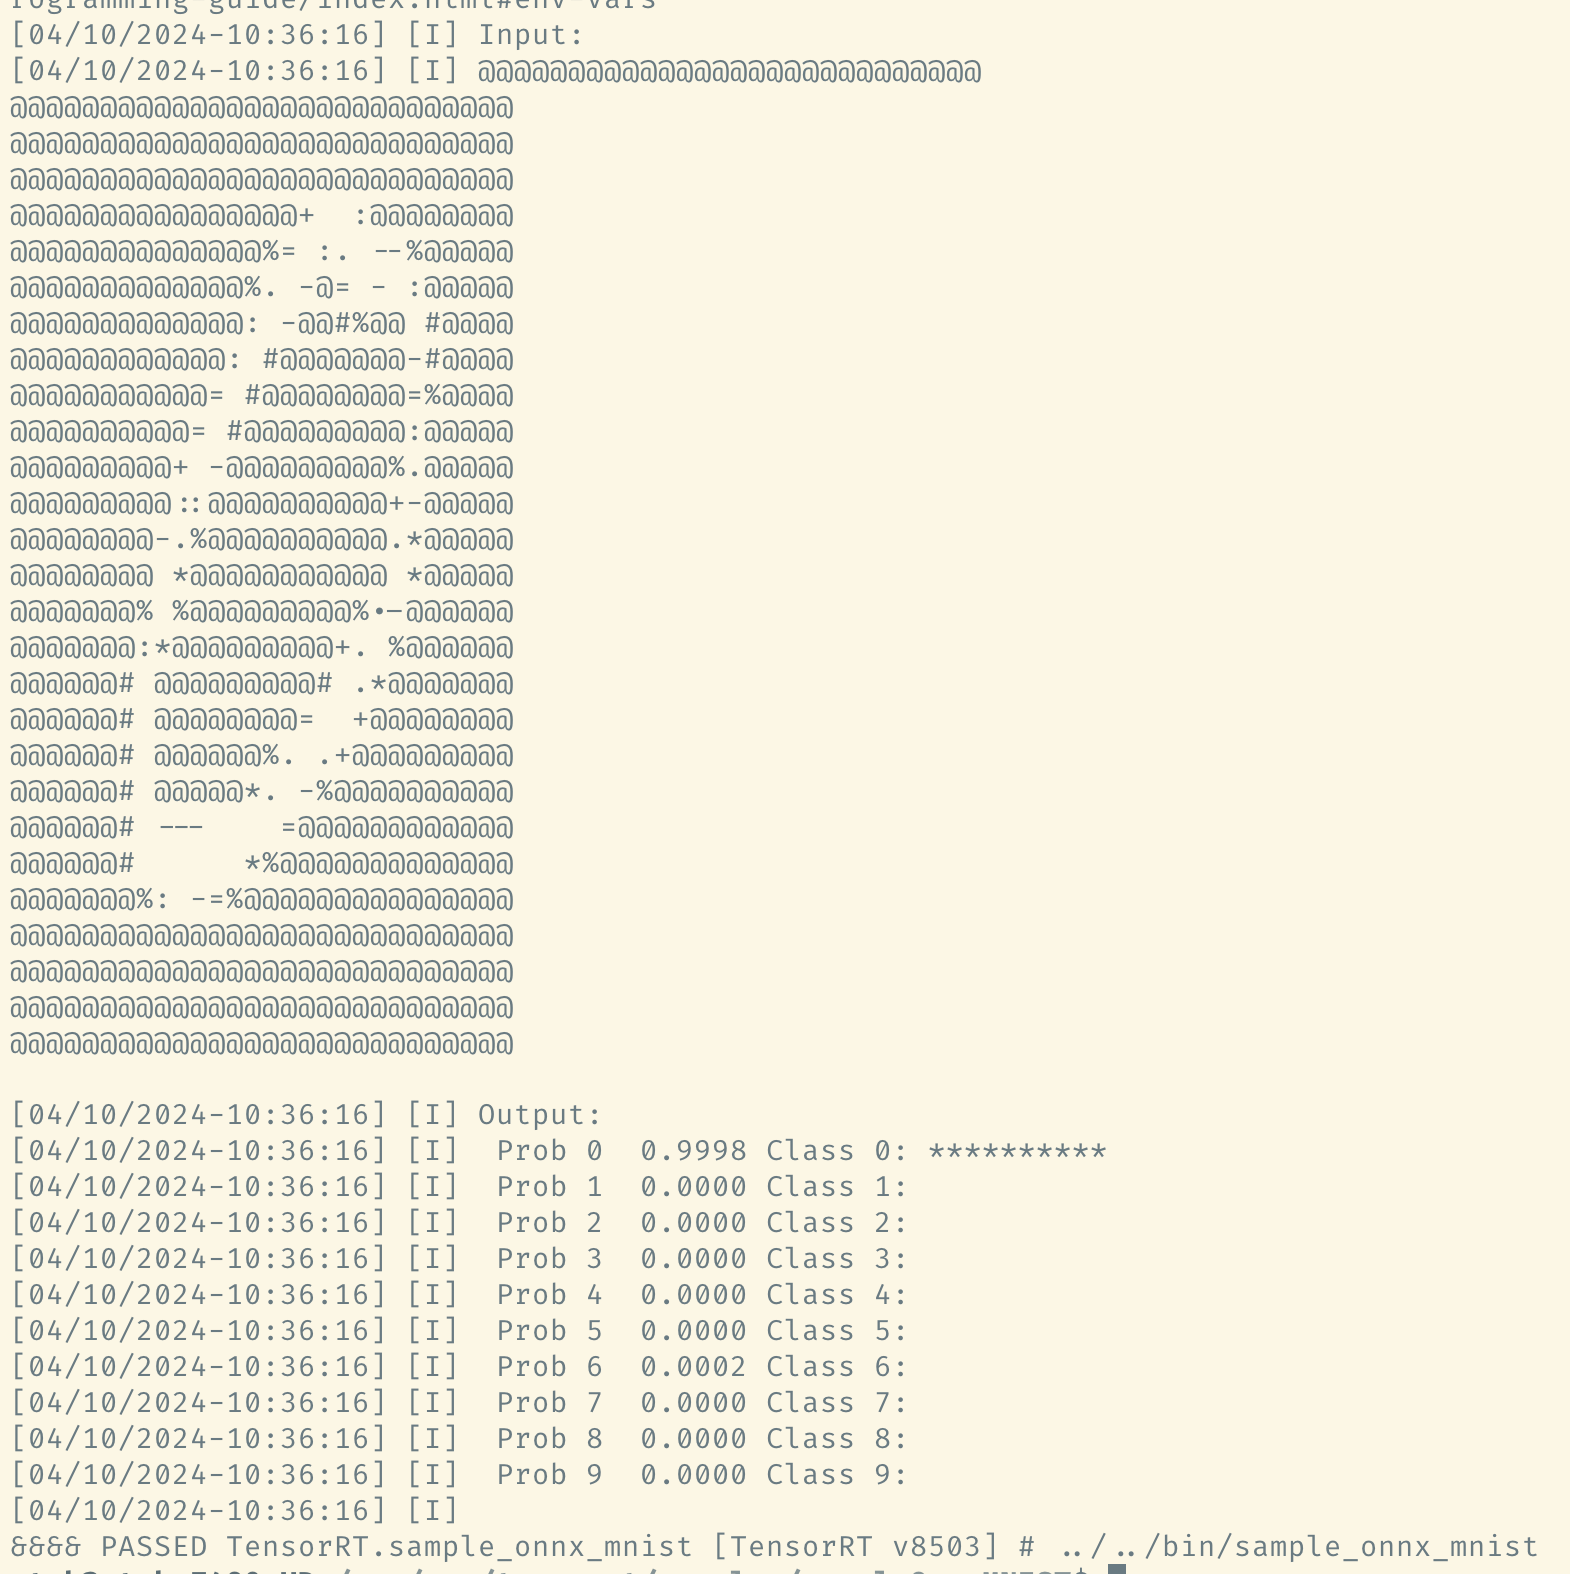 rogramming-guide/index.html#env-vars
[04/10/2024-10:36:16] [I] Input:
[04/10/2024-10:36:16] [I] @@@@@@@@@@@@@@@@@@@@@@@@@@@@
@@@@@@@@@@@@@@@@@@@@@@@@@@@@
@@@@@@@@@@@@@@@@@@@@@@@@@@@@
@@@@@@@@@@@@@@@@@@@@@@@@@@@@
@@@@@@@@@@@@@@@@+  :@@@@@@@@
@@@@@@@@@@@@@@%= :. --%@@@@@
@@@@@@@@@@@@@%. -@= - :@@@@@
@@@@@@@@@@@@@: -@@#%@@ #@@@@
@@@@@@@@@@@@: #@@@@@@@-#@@@@
@@@@@@@@@@@= #@@@@@@@@=%@@@@
@@@@@@@@@@= #@@@@@@@@@:@@@@@
@@@@@@@@@+ -@@@@@@@@@%.@@@@@
@@@@@@@@@::@@@@@@@@@@+-@@@@@
@@@@@@@@-.%@@@@@@@@@@.*@@@@@
@@@@@@@@ *@@@@@@@@@@@ *@@@@@
@@@@@@@% %@@@@@@@@@%.-@@@@@@
@@@@@@@:*@@@@@@@@@+. %@@@@@@
@@@@@@# @@@@@@@@@# .*@@@@@@@
@@@@@@# @@@@@@@@=  +@@@@@@@@
@@@@@@# @@@@@@%. .+@@@@@@@@@
@@@@@@# @@@@@*. -%@@@@@@@@@@
@@@@@@# ---    =@@@@@@@@@@@@
@@@@@@#      *%@@@@@@@@@@@@@
@@@@@@@%: -=%@@@@@@@@@@@@@@@
@@@@@@@@@@@@@@@@@@@@@@@@@@@@
@@@@@@@@@@@@@@@@@@@@@@@@@@@@
@@@@@@@@@@@@@@@@@@@@@@@@@@@@
@@@@@@@@@@@@@@@@@@@@@@@@@@@@
[04/10/2024-10:36:16] [I] Output:
[04/10/2024-10:36:16] [I]  Prob 0  0.9998 Class 0: **********
[04/10/2024-10:36:16] [I]  Prob 1  0.0000 Class 1:
[04/10/2024-10:36:16] [I]  Prob 2  0.0000 Class 2:
[04/10/2024-10:36:16] [I]  Prob 3  0.0000 Class 3:
[04/10/2024-10:36:16] [I]  Prob 4  0.0000 Class 4:
[04/10/2024-10:36:16] [I]  Prob 5  0.0000 Class 5:
[04/10/2024-10:36:16] [I]  Prob 6  0.0002 Class 6:
[04/10/2024-10:36:16] [I]  Prob 7  0.0000 Class 7:
[04/10/2024-10:36:16] [I]  Prob 8  0.0000 Class 8:
[04/10/2024-10:36:16] [I]  Prob 9  0.0000 Class 9:
[04/10/2024-10:36:16] [I]
&&&& PASSED TensorRT.sample_onnx_mnist [TensorRT v8503] # ../../bin/sample_onnx_mnist